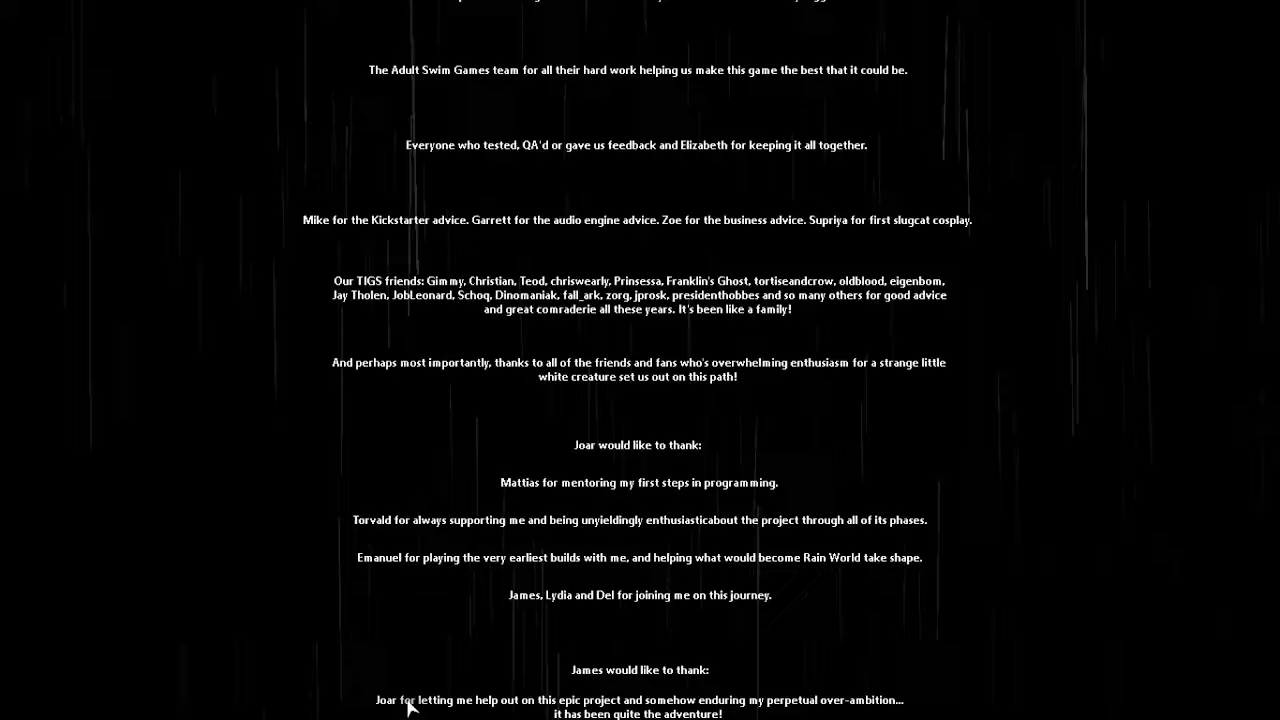 The Adult Swim Games team for all their hard work helping us make this game the best that it could be.
Everyone who tested, QA'd or gave us feedback and Elizabeth for keeping it all together.
Mike for the Kickstarter advice. Garrett for the audio engine advice. Zoe for the business advice. Supriya for first slugcat cosplay.
Our TIGS friends: Gimmy, Christian, Teod, chriswearly, Prinsessa, Franklin's Ghost, tortiseandcrow, oldblood, eigenbom,
Jay Tholen, JobLeonard, Schoq, Dinomaniak, fall_ark, zorg, jprosk, presidenthobbes and so many others for good advice
and great comraderie all these years. It's been like a family!
And perhaps most importantly, thanks to all of the friends and fans who's overwhelming enthusiasm for a strange little
white creature set us out on this path!
Joar would like to thank:
Mattias for mentoring my first steps in programming.
Torvald for always supporting me and being unyieldingly enthusiasticabout the project through all of its phases.
Emanuel for playing the very earliest builds with me, and helping what would become Rain World take shape.
James, Lydia and Del for joining me on this journey.
James would like to thank:
Joar for letting me help out on this epic project and somehow enduring my perpetual over-ambition...
it has been quite the adventure!